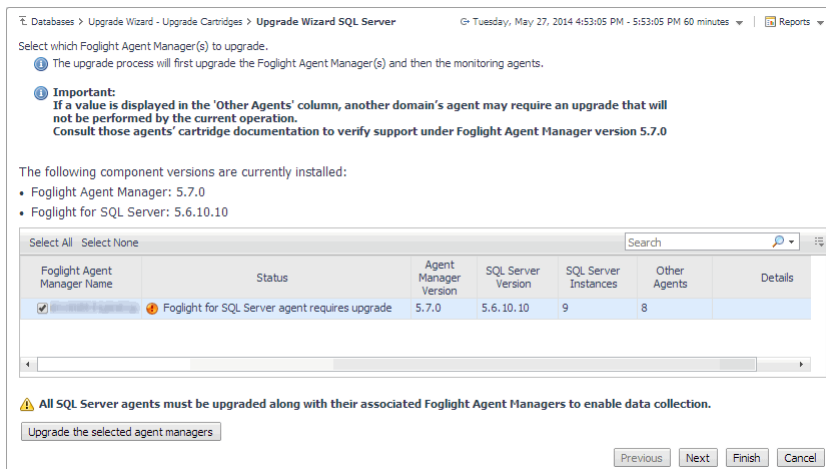 Databases > Upgrade Wizard - Upgrade Cartridges > Upgrade Wizard SQL Server
Tuesday, May 27, 2014 4:53:05 PM - 5:53:05 PM 60 minutes
Reports
Select which Foglight Agent Manager(s) to upgrade.
The upgrade process will first upgrade the Foglight Agent Manager(s) and then the monitoring agents.
Important:
If a value is displayed in the 'Other Agents' column, another domain's agent may require an upgrade that will
not be performed by the current operation.
Consult those agents' cartridge documentation to verify support under Foglight Agent Manager version 5.7.0
The following component versions are currently installed:
• Foglight Agent Manager: 5.7.0
• Foglight for SQL Server: 5.6.10.10
Select All Select None
Search
Foglight Agent
Manager Name
Status
Agent
Manager
Version
SQL Server
Version
SQL Server
Instances
Other
Agents
Details
Foglight for SQL Server agent requires upgrade 5.7.0 5.6.10.10 9 8
All SQL Server agents must be upgraded along with their associated Foglight Agent Managers to enable data collection.
Upgrade the selected agent managers
Previous Next Finish Cancel